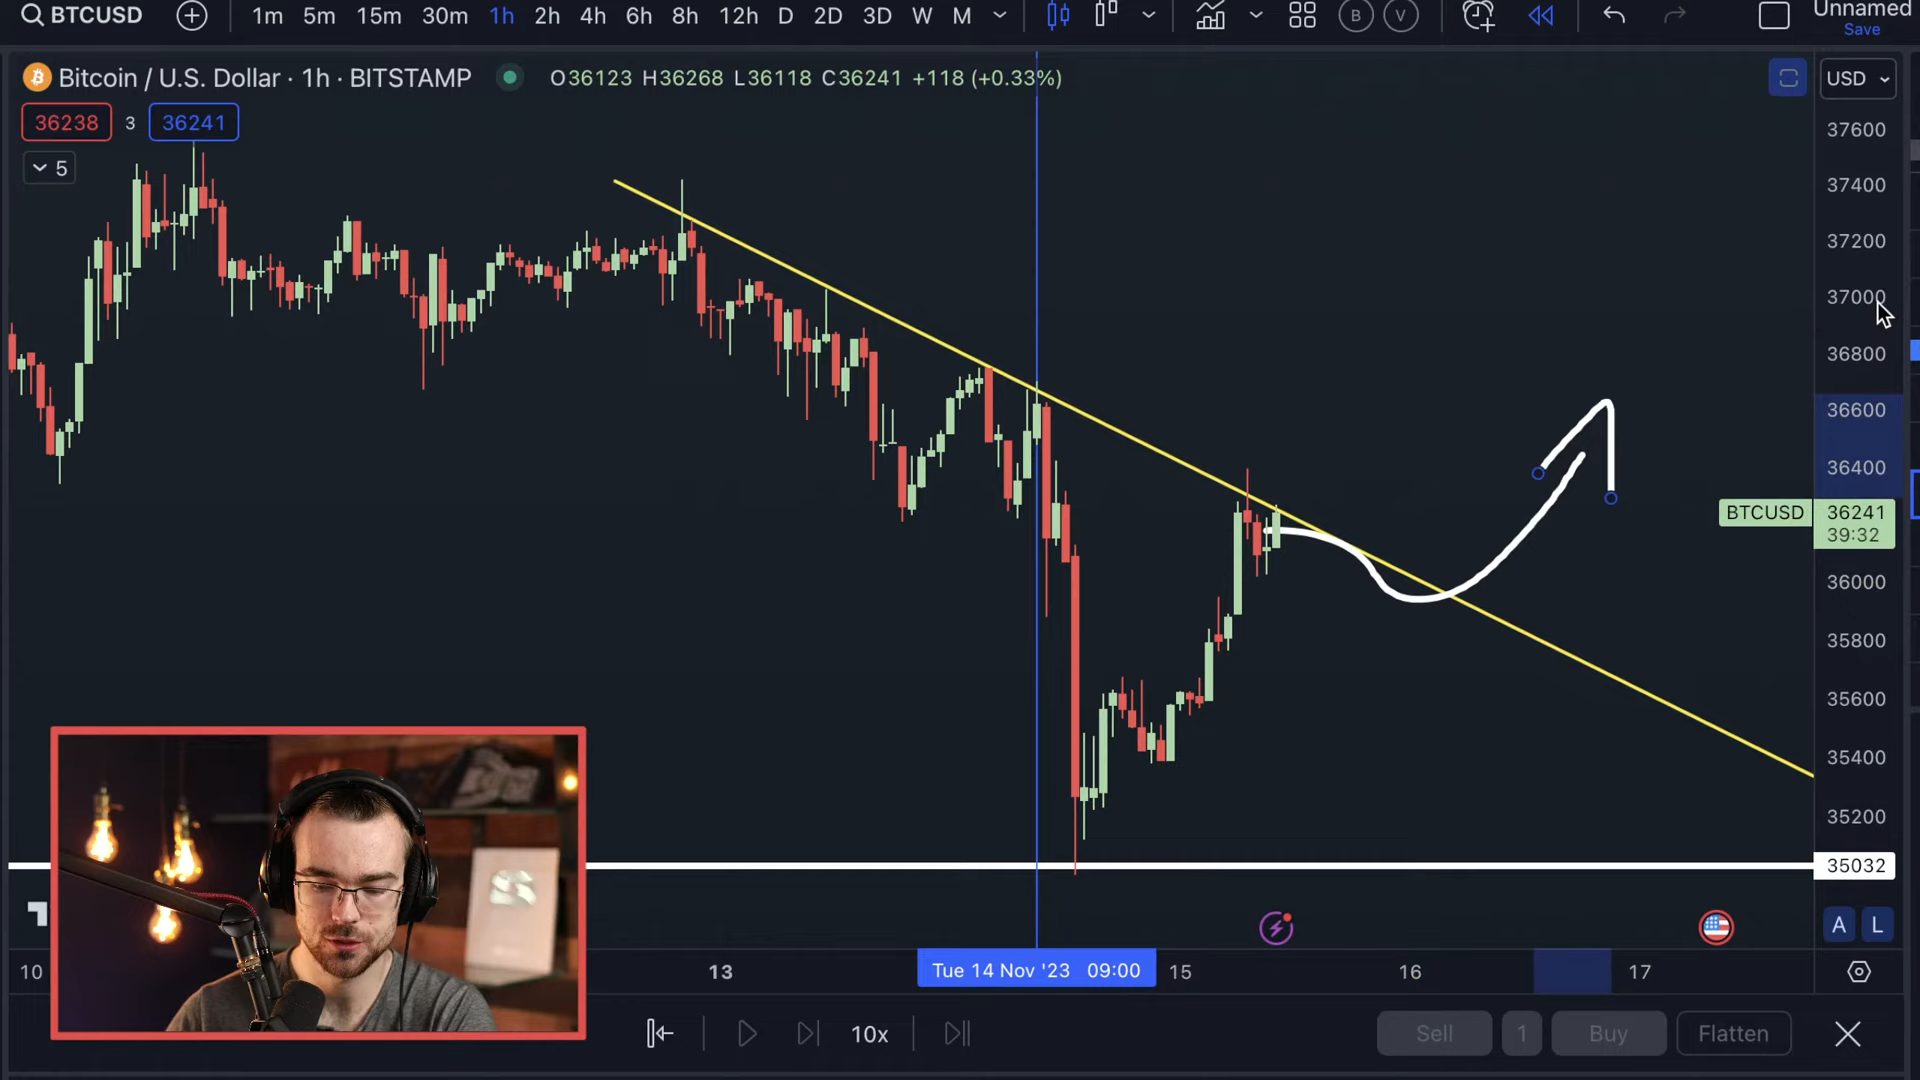 BTCUSD 1m 5m 15m 30m 1h 2h 4h 6h 8h 12h D 2D 3D W M B V Unnamed
Save
Bitcoin / U.S. Dollar · 1h · BITSTAMP O36123 H36268 L36118 C36241 +118 (+0.33%) USD
36238 3 36241
5
37600
37400
37200
37000
36800
36600
36400
BTCUSD 36241
39:32
36000
35800
35600
35400
35200
35032
A L
10 13 Tue 14 Nov '23 09:00 15 16 17
10x Sell 1 Buy Flatten